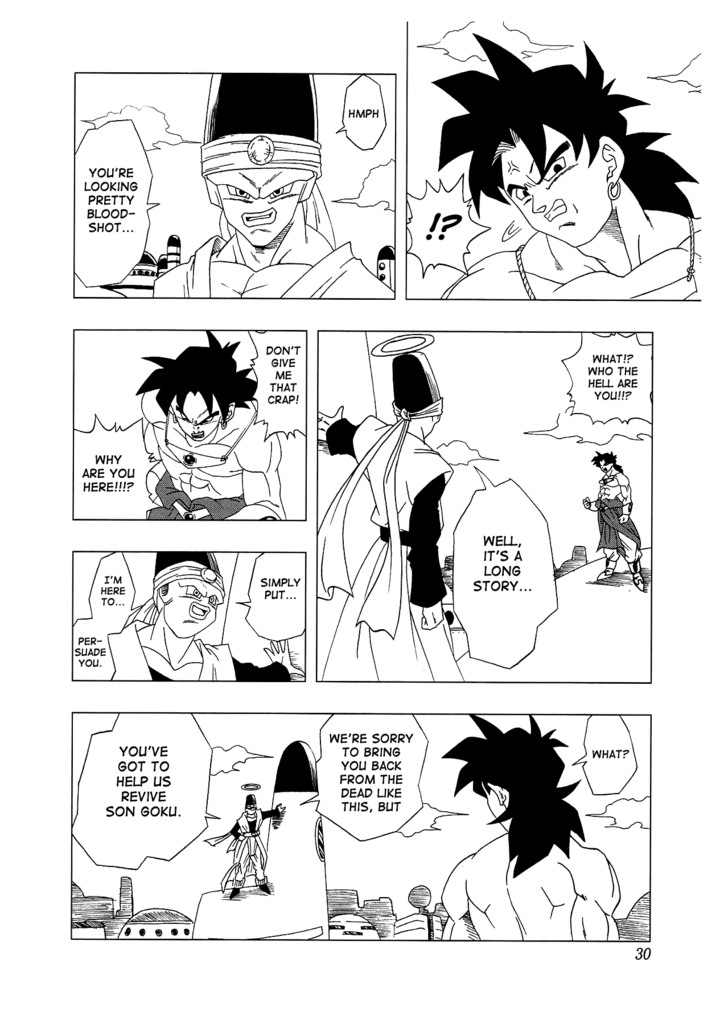 !?
HMPH
YOU'RE
LOOKING
PRETTY
BLOOD-
SHOT...
WHAT!?
WHO THE
HELL ARE
YOU!!?
WELL,
IT'S A
LONG
STORY...
DON'T
GIVE
ME
THAT
CRAP!
WHY
ARE YOU
HERE!!!?
SIMPLY
PUT...
I'M
HERE
TO...
PER-
SUADE
YOU.
WHAT?
WE'RE SORRY
TO BRING
YOU BACK
FROM THE
DEAD LIKE
THIS, BUT
YOU'VE
GOT TO
HELP US
REVIVE
SON GOKU.
30